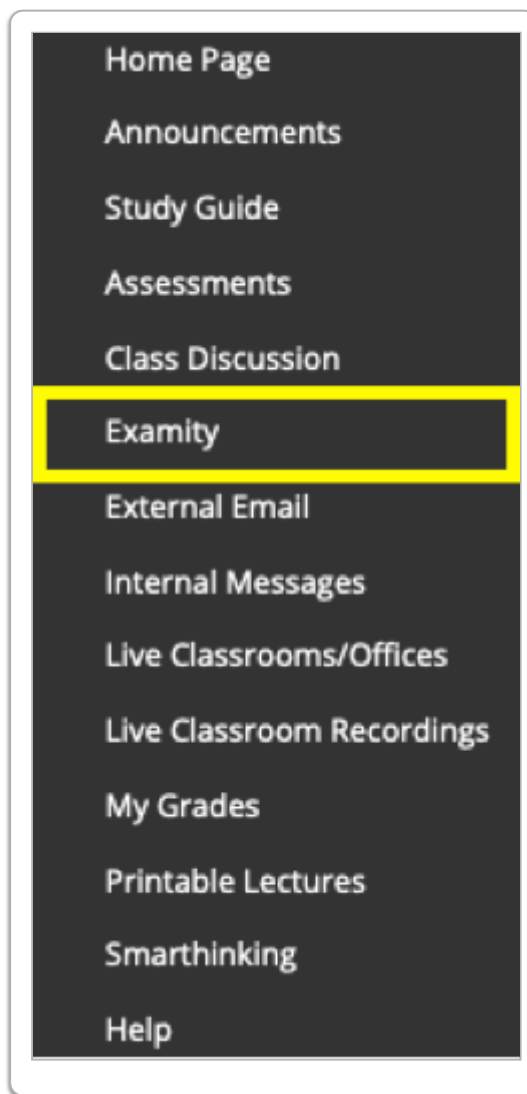 Home Page
Announcements
Study Guide
Assessments
Class Discussion
Examity
External Email
Internal Messages
Live Classrooms/Offices
Live Classroom Recordings
My Grades
Printable Lectures
Smarthinking
Help